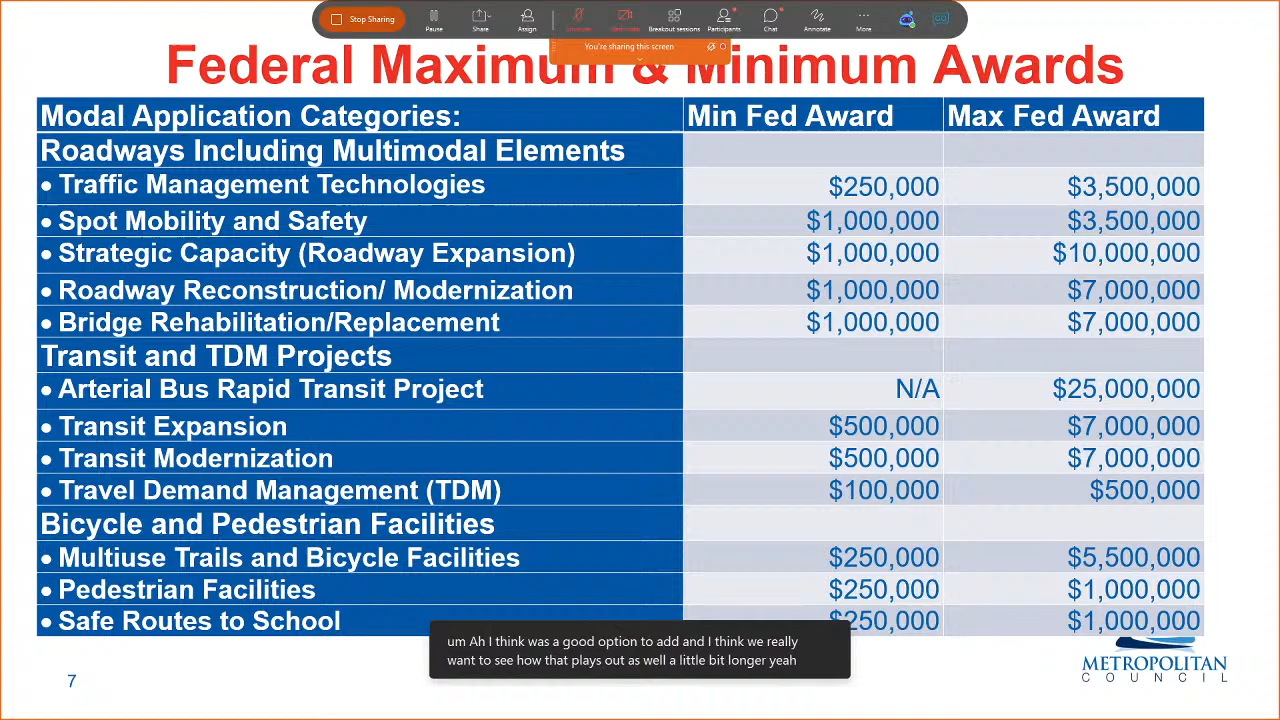 Stop Sharing
Pause
Share
Assign
Breakout sessions
Participants
Chat
Annotate
More
You're sharing this screen
Federal Maximum & Minimum Awards
Modal Application Categories: Min Fed Award Max Fed Award
Roadways Including Multimodal Elements
• Traffic Management Technologies $250,000 $3,500,000
• Spot Mobility and Safety $1,000,000 $3,500,000
• Strategic Capacity (Roadway Expansion) $1,000,000 $10,000,000
• Roadway Reconstruction/ Modernization $1,000,000 $7,000,000
• Bridge Rehabilitation/Replacement $1,000,000 $7,000,000
Transit and TDM Projects
• Arterial Bus Rapid Transit Project N/A $25,000,000
• Transit Expansion $500,000 $7,000,000
• Transit Modernization $500,000 $7,000,000
• Travel Demand Management (TDM) $100,000 $500,000
Bicycle and Pedestrian Facilities
• Multiuse Trails and Bicycle Facilities $250,000 $5,500,000
• Pedestrian Facilities $250,000 $1,000,000
• Safe Routes to School $250,000 $1,000,000
um Ah I think was a good option to add and I think we really
want to see how that plays out as well a little bit longer yeah
METROPOLITAN
COUNCIL
7